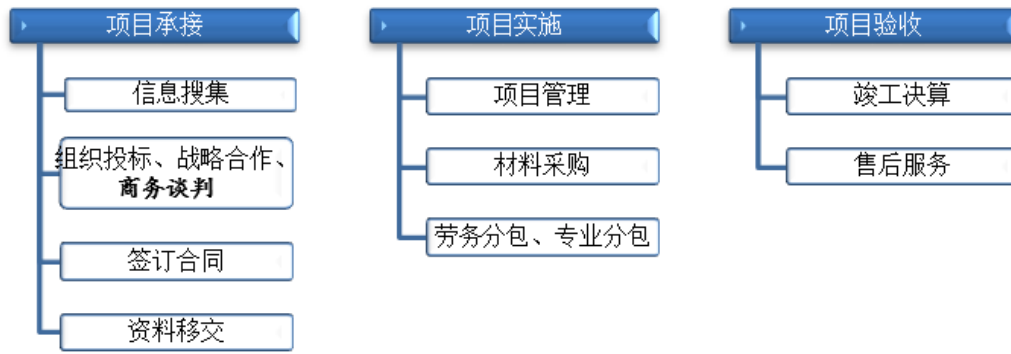 项目承接
信息搜集
组织投标、战略合作、
商务谈判
签订合同
资料移交
项目实施
项目管理
材料采购
劳务分包、专业分包
项目验收
竣工决算
售后服务